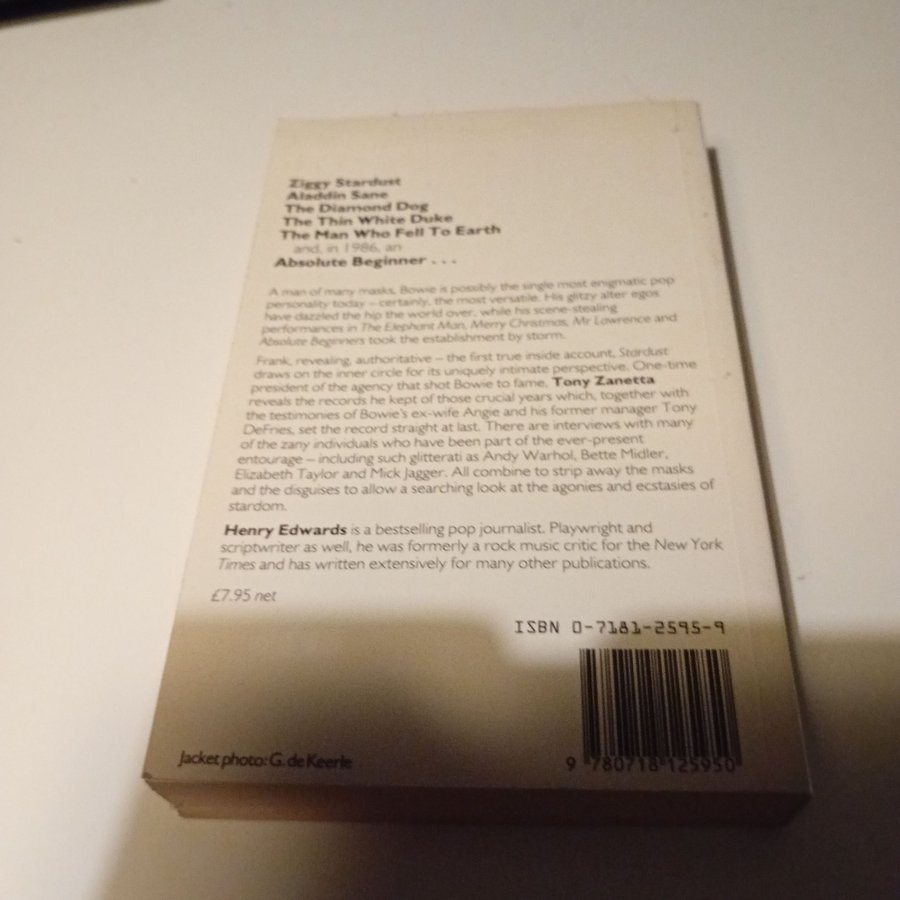 Ziggy Stardust
Aladdin Sane
The Diamond Dog
The Thin White Duke
The Man Who Fell To Earth
and, in 1986, an
Absolute Beginner . . .
A man of many masks, Bowie is possibly the single most enigmatic pop
personality today – certainly, the most versatile. His glitzy alter egos
have dazzled the hip the world over, while his scene-stealing
performances in The Elephant Man, Merry Christmas, Mr Lawrence and
Absolute Beginners took the establishment by storm.
Frank, revealing, authoritative – the first true inside account, Stardust
draws on the inner circle for its uniquely intimate perspective. One-time
president of the agency that shot Bowie to fame, Tony Zanetta
reveals the records he kept of those crucial years which, together with
the testimonies of Bowie's ex-wife Angie and his former manager Tony
DeFries, set the record straight at last. There are interviews with many
of the zany individuals who have been part of the ever-present
entourage – including such glitterati as Andy Warhol, Bette Midler,
Elizabeth Taylor and Mick Jagger. All combine to strip away the masks
and the disguises to allow a searching look at the agonies and ecstasies of
stardom.
Henry Edwards is a bestselling pop journalist. Playwright and
scriptwriter as well, he was formerly a rock music critic for the New York
Times and has written extensively for many other publications.
£7.95 net
ISBN 0-7181-2595-9
Jacket photo: G. de Keerle
9 780718 125950